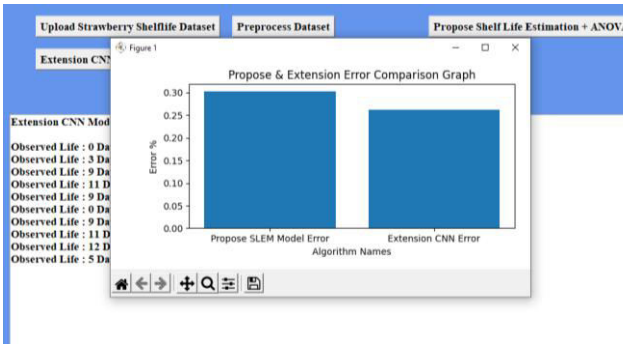 Upload Strawberry Shelflife Dataset
Preprocess Dataset
Propose Shelf Life Estimation + ANOV
Extension CN
Figure 1
Propose & Extension Error Comparison Graph
0.30
0.25
0.20
0.15
0.10
0.05
0.00
Error %
Propose SLEM Model Error
Extension CNN Error
Algorithm Names
Extension CNN Mod
Observed Life : 0 Da
Observed Life : 3 Da
Observed Life : 9 Da
Observed Life : 11 D
Observed Life : 9 Da
Observed Life : 0 Da
Observed Life : 9 Da
Observed Life : 11 D
Observed Life : 12 D
Observed Life : 5 Da